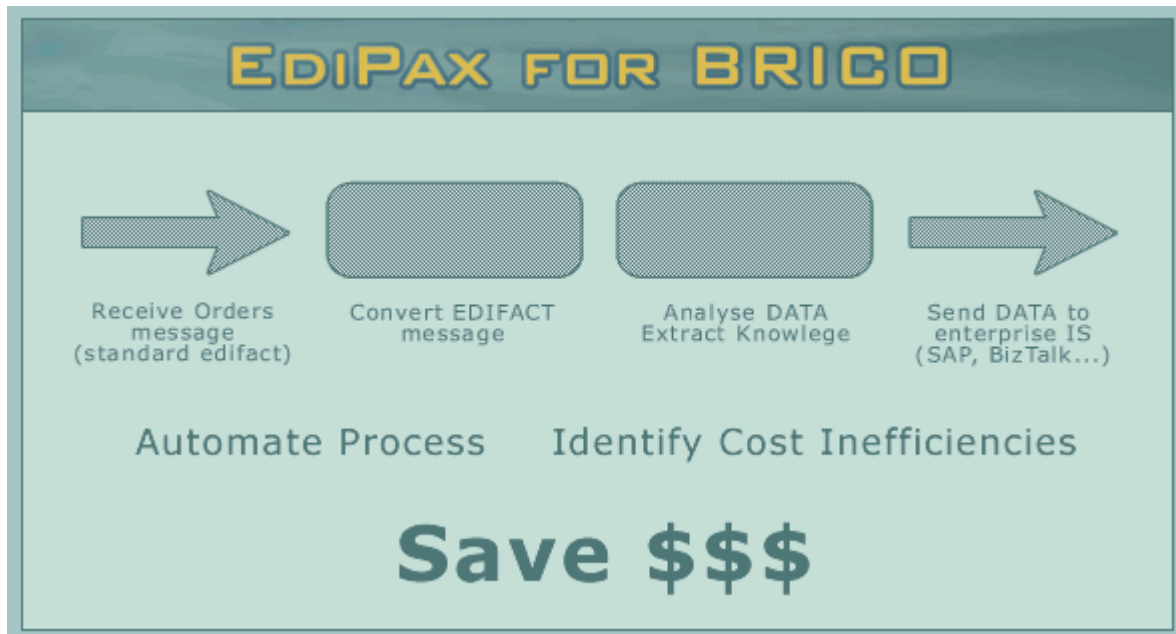 EDIPAX FOR BRICO
Receive Orders
message
(standard edifact)
Convert EDIFACT
message
Analyse DATA
Extract Knowlege
Send DATA to
enterprise IS
(SAP, BizTalk...)
Automate Process
Identify Cost Inefficiencies
Save $$$